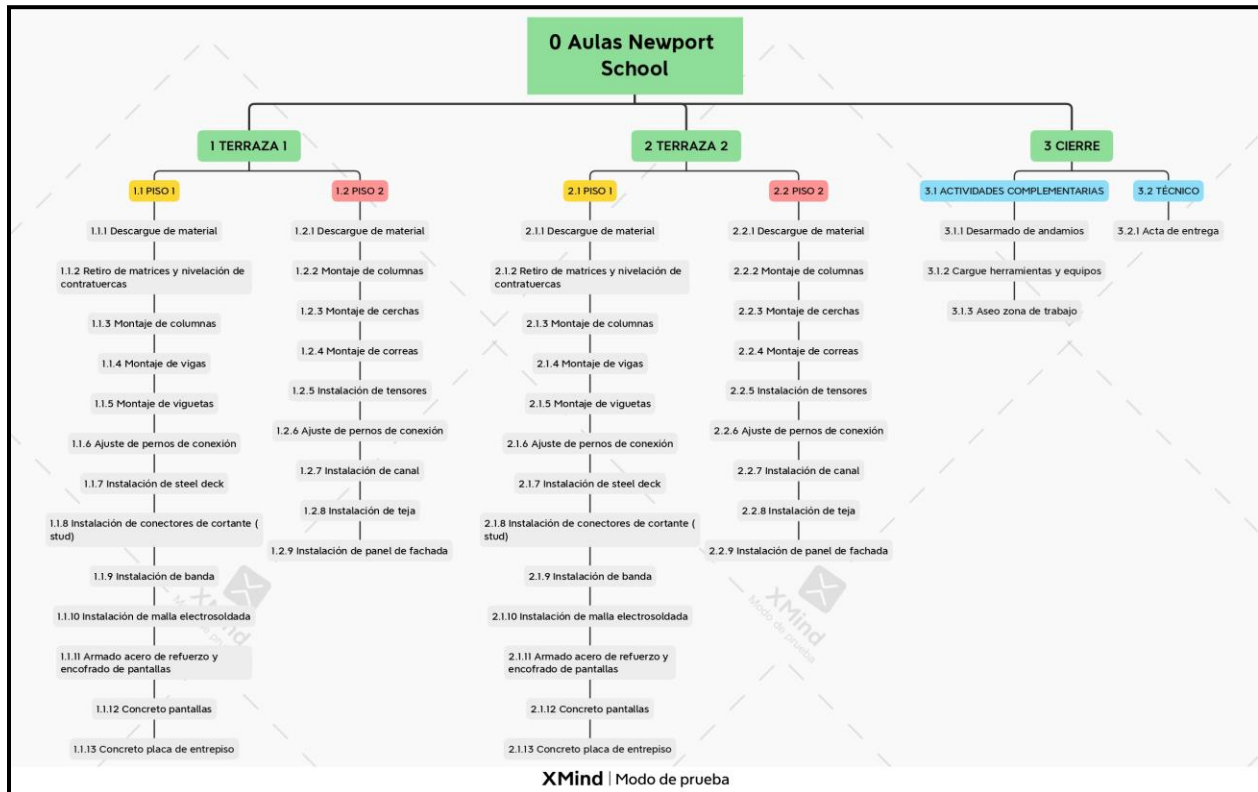 0 Aulas Newport
School
1 TERRAZA 1
2 TERRAZA 2
3 CIERRE
1.1 PISO 1
1.2 PISO 2
2.1 PISO 1
2.2 PISO 2
3.1 ACTIVIDADES COMPLEMENTARIAS
3.2 TÉCNICO
1.1.1 Descargue de material
1.1.2 Retiro de matrices y nivelación de
contratuercas
1.1.3 Montaje de columnas
1.1.4 Montaje de vigas
1.1.5 Montaje de viguetas
1.1.6 Ajuste de pernos de conexión
1.1.7 Instalación de steel deck
1.1.8 Instalación de conectores de cortante (
stud)
1.1.9 Instalación de banda
1.1.10 Instalación de malla electrosoldada
1.1.11 Armado acero de refuerzo y
encofrado de pantallas
1.1.12 Concreto pantallas
1.1.13 Concreto placa de entrepiso
1.2.1 Descargue de material
1.2.2 Montaje de columnas
1.2.3 Montaje de cerchas
1.2.4 Montaje de correas
1.2.5 Instalación de tensores
1.2.6 Ajuste de pernos de conexión
1.2.7 Instalación de canal
1.2.8 Instalación de teja
1.2.9 Instalación de panel de fachada
2.1.1 Descargue de material
2.1.2 Retiro de matrices y nivelación de
contratuercas
2.1.3 Montaje de columnas
2.1.4 Montaje de vigas
2.1.5 Montaje de viguetas
2.1.6 Ajuste de pernos de conexión
2.1.7 Instalación de steel deck
2.1.8 Instalación de conectores de cortante (
stud)
2.1.9 Instalación de banda
2.1.10 Instalación de malla electrosoldada
2.1.11 Armado acero de refuerzo y
encofrado de pantallas
2.1.12 Concreto pantallas
2.1.13 Concreto placa de entrepiso
2.2.1 Descargue de material
2.2.2 Montaje de columnas
2.2.3 Montaje de cerchas
2.2.4 Montaje de correas
2.2.5 Instalación de tensores
2.2.6 Ajuste de pernos de conexión
2.2.7 Instalación de canal
2.2.8 Instalación de teja
2.2.9 Instalación de panel de fachada
3.1.1 Desarmado de andamios
3.1.2 Cargue herramientas y equipos
3.1.3 Aseo zona de trabajo
3.2.1 Acta de entrega
XMind
Modo de prueba
XMind
Modo de prueba
XMind | Modo de prueba